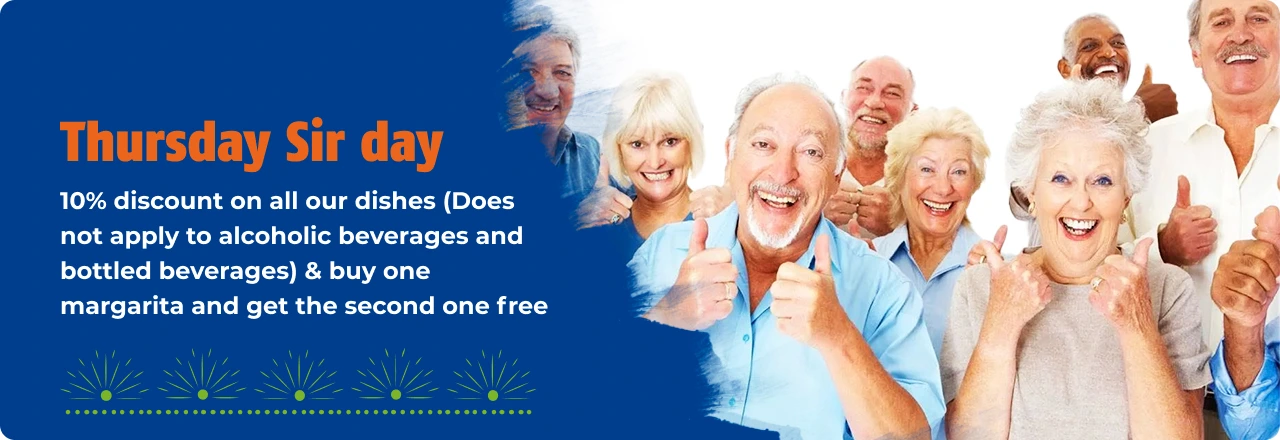 Thursday Sir day
10% discount on all our dishes (Does
not apply to alcoholic beverages and
bottled beverages) & buy one
margarita and get the second one free